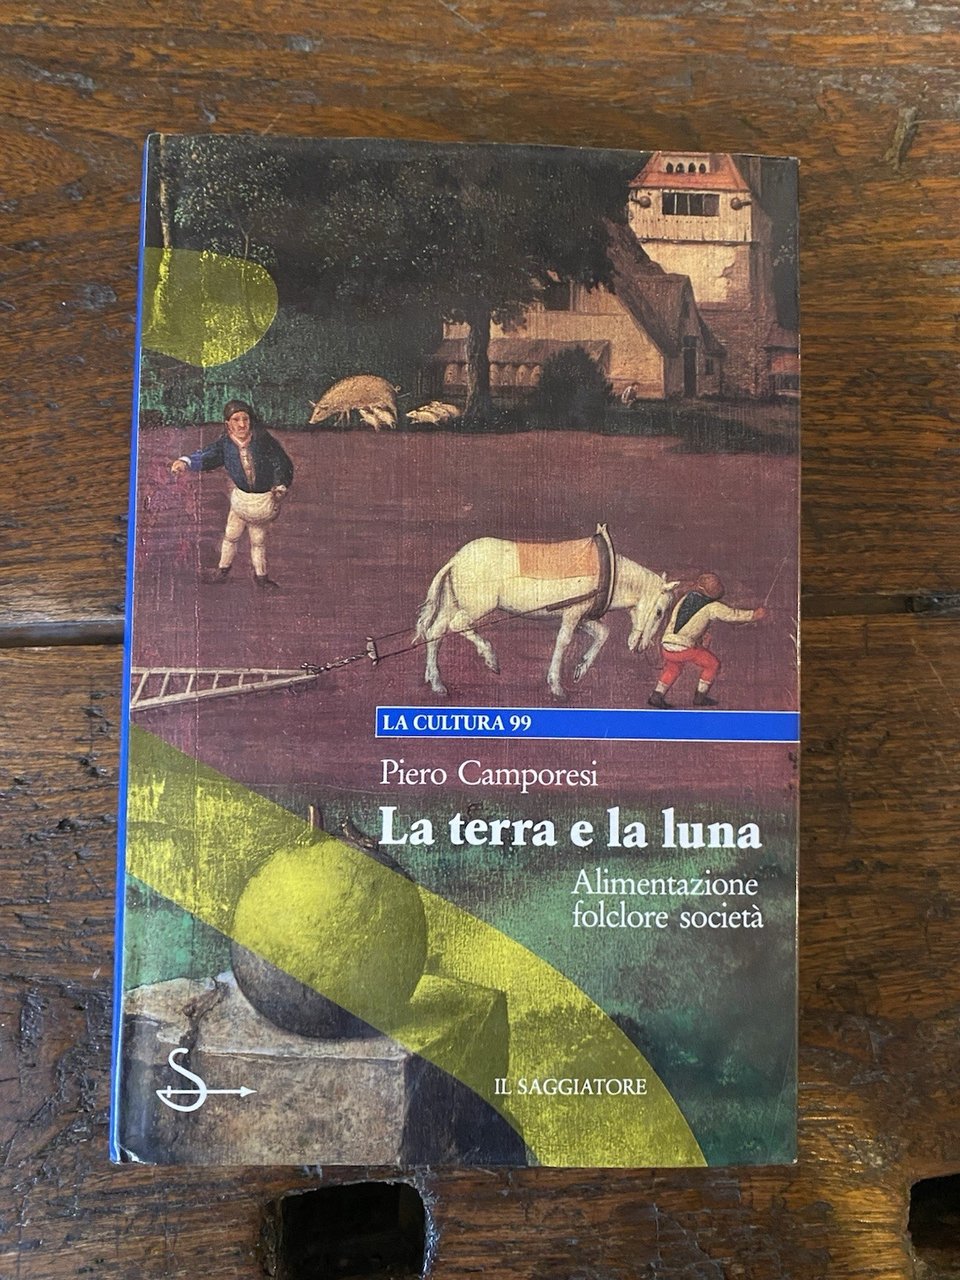 LA CULTURA 99
Piero Camporesi
La terra e la luna
Alimentazione
folclore società
S
IL SAGGIATORE